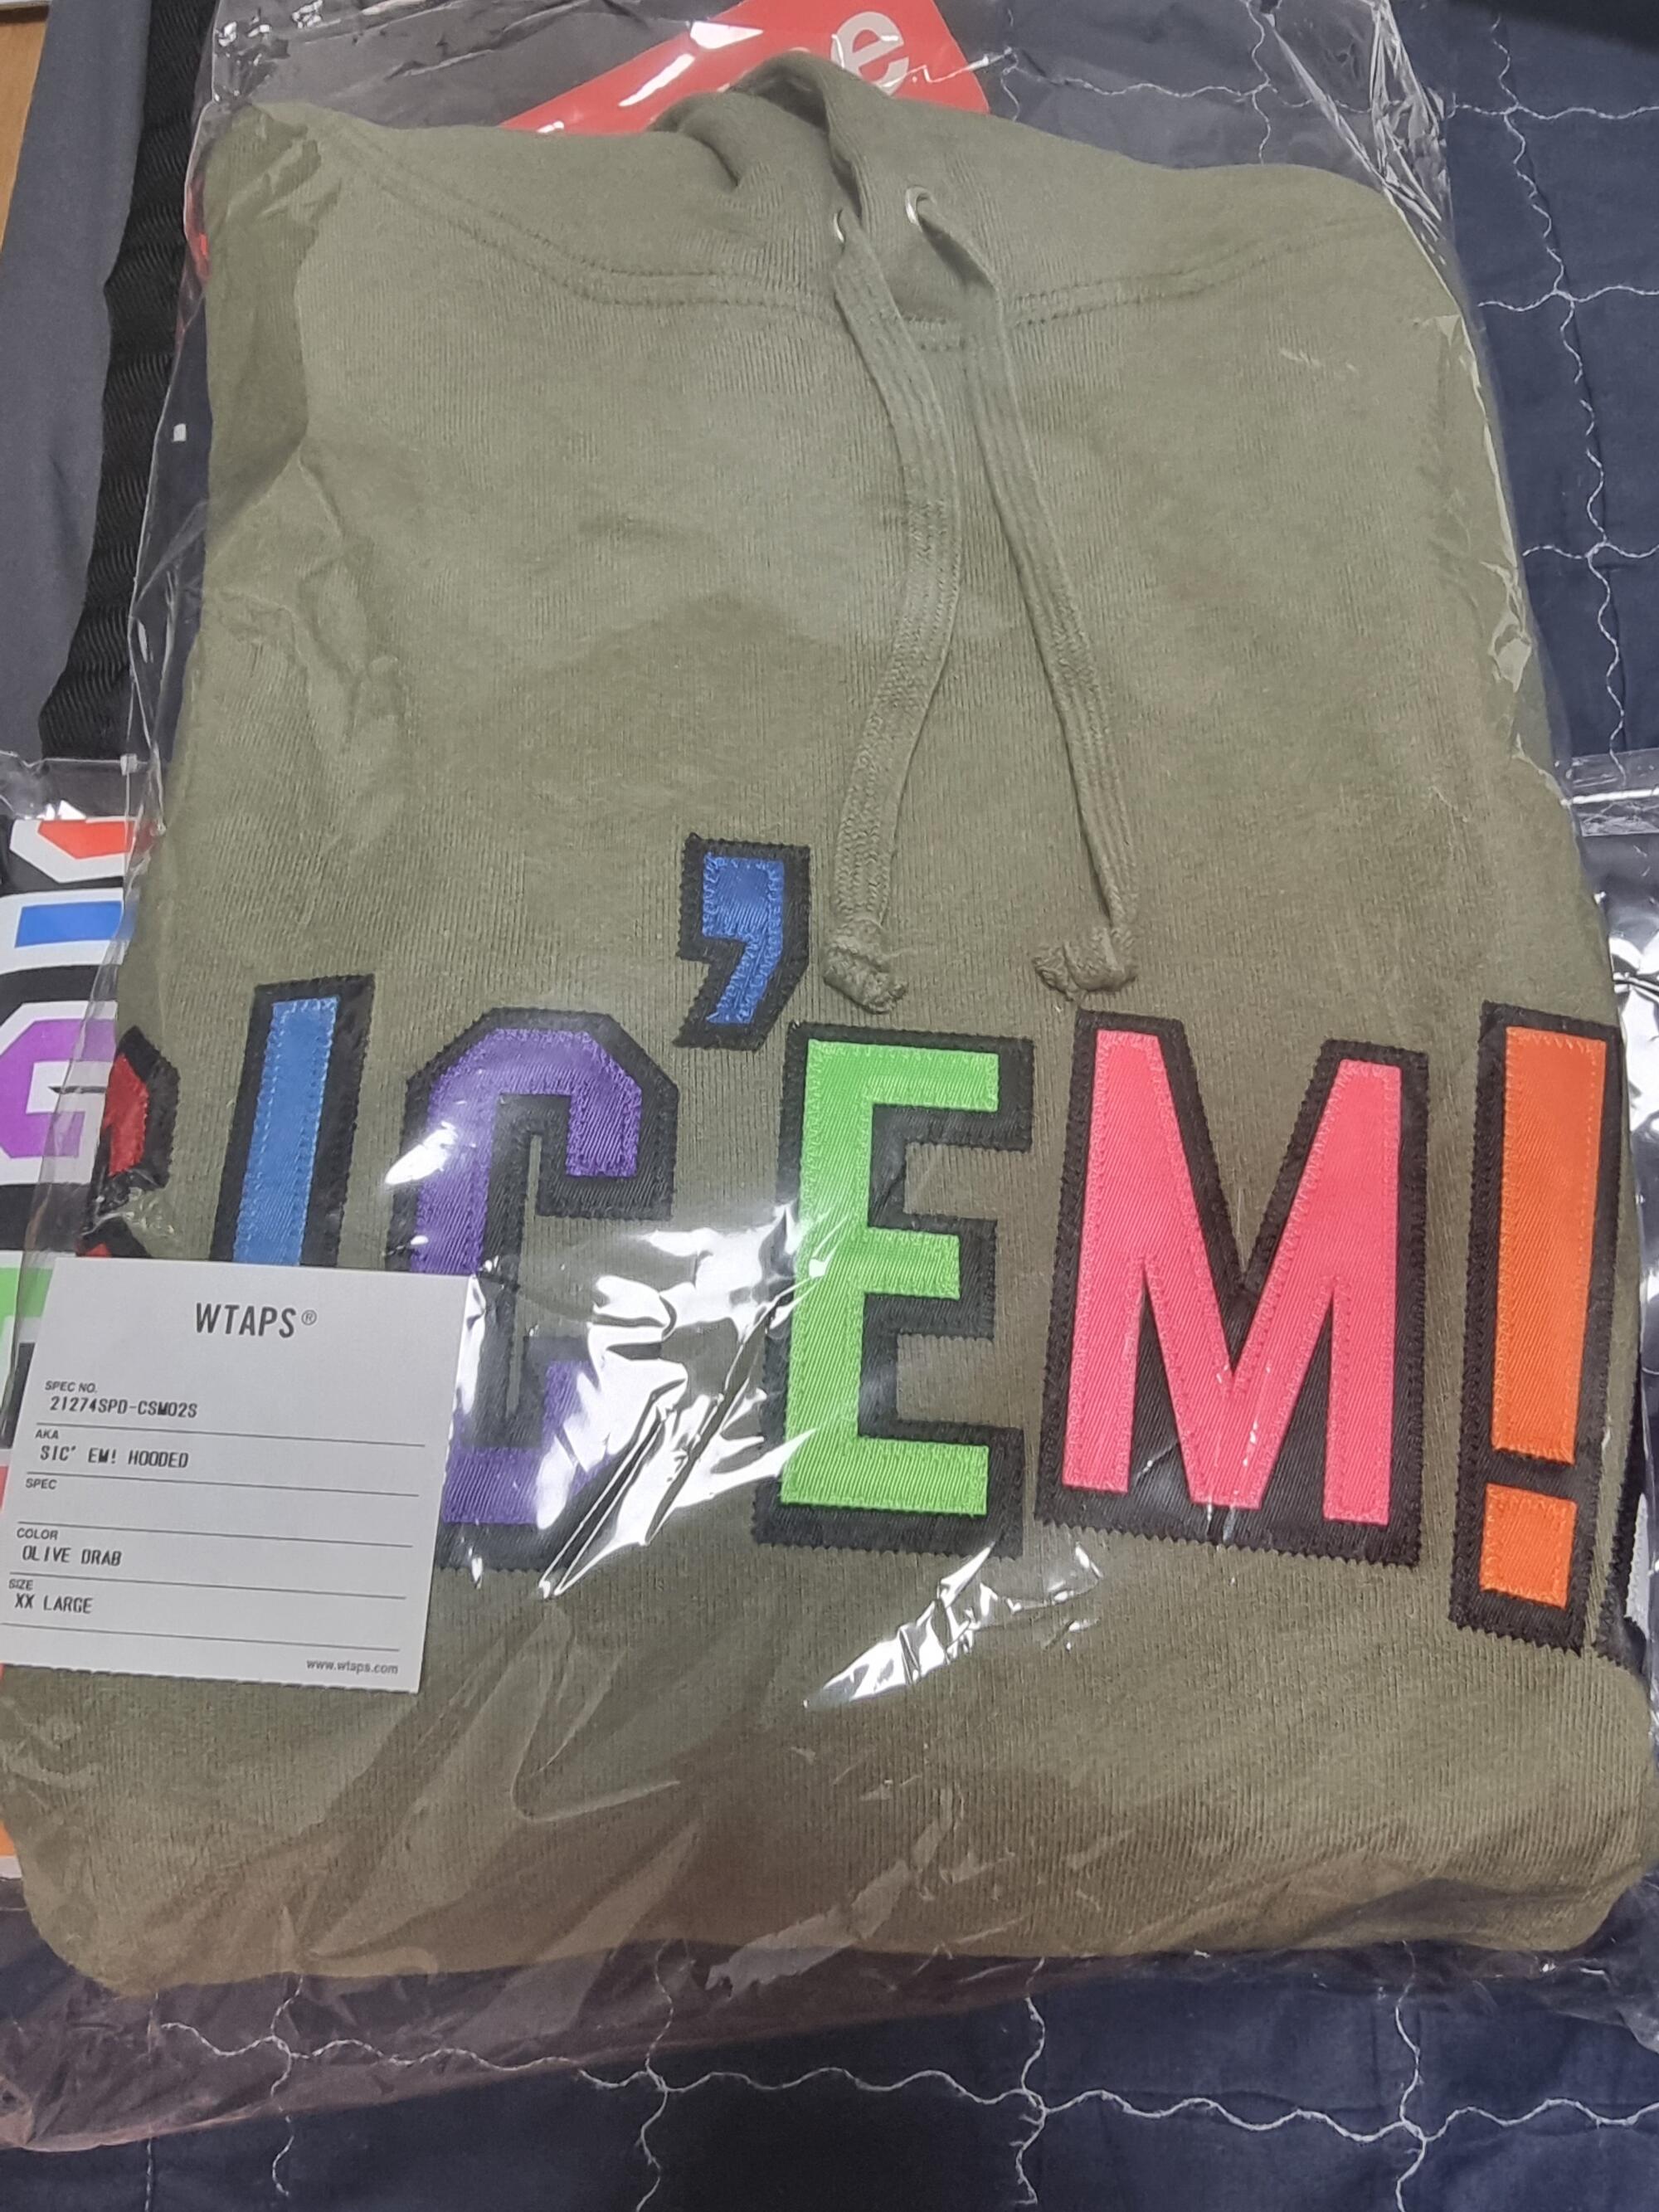 e
SIC'EM!
WTAPS®
SPEC NO.
21274SPD-CSM02S
AKA
SIC' EM! HOODED
SPEC
COLOR
OLIVE DRAB
SIZE
XX LARGE
www.wtaps.com